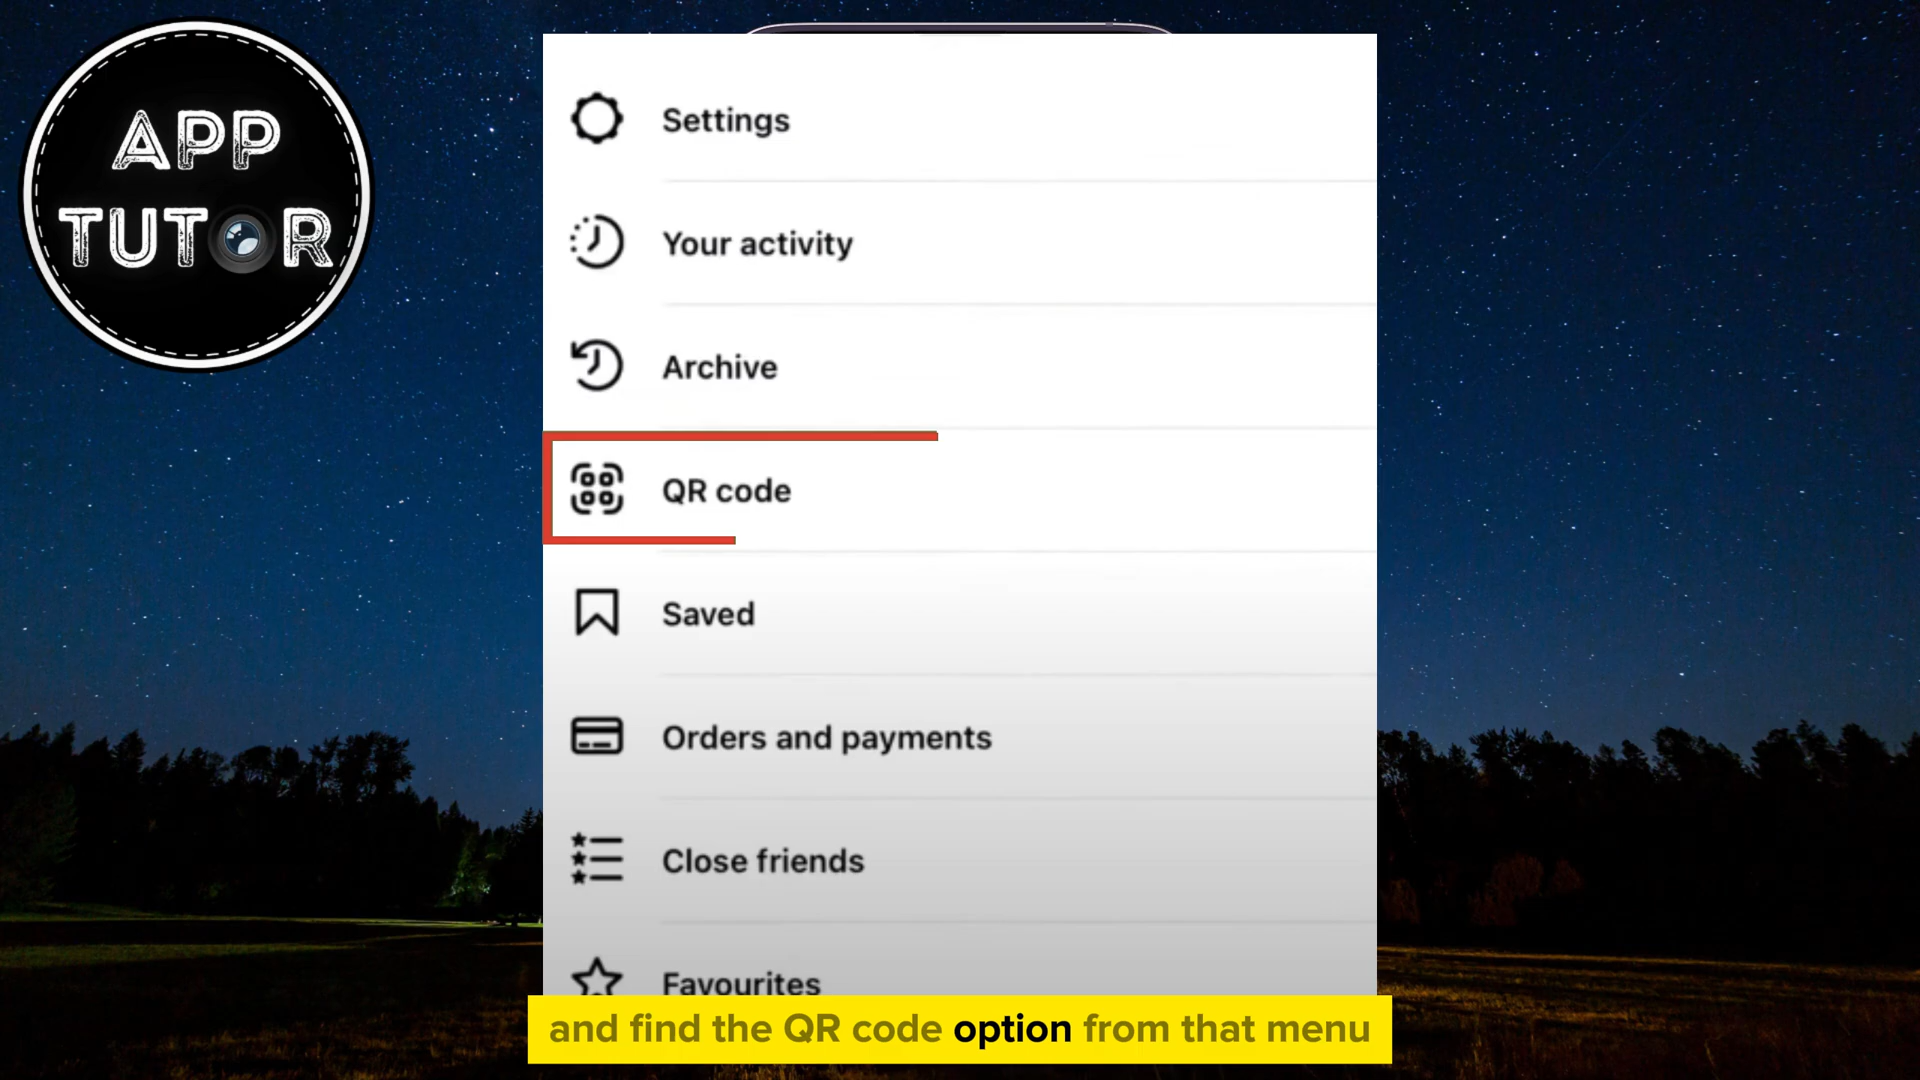 APP
TUTOR
Settings
Your activity
Archive
QR code
Saved
Orders and payments
Close friends
Favourites
and find the QR code option from that menu